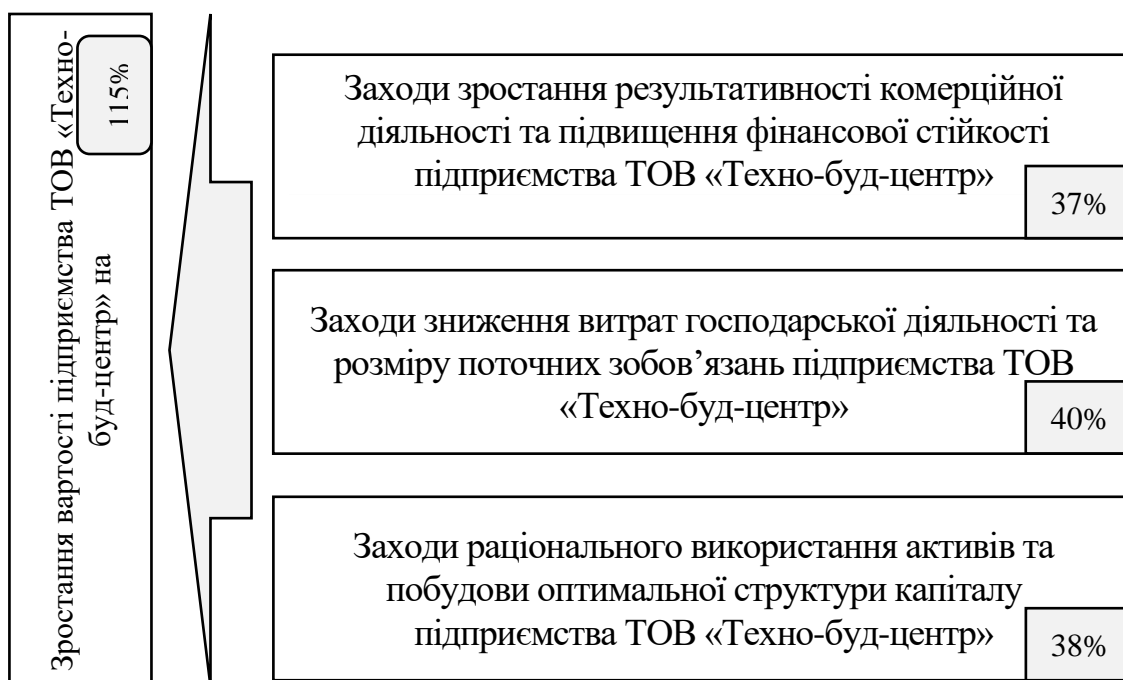 Зростання вартості підприємства ТОВ «Техно-
буд-центр» на
115%
Заходи зростання результативності комерційної
діяльності та підвищення фінансової стійкості
підприємства ТОВ «Техно-буд-центр»
37%
Заходи зниження витрат господарської діяльності та
розміру поточних зобов’язань підприємства ТОВ
«Техно-буд-центр»
40%
Заходи раціонального використання активів та
побудови оптимальної структури капіталу
підприємства ТОВ «Техно-буд-центр»
38%